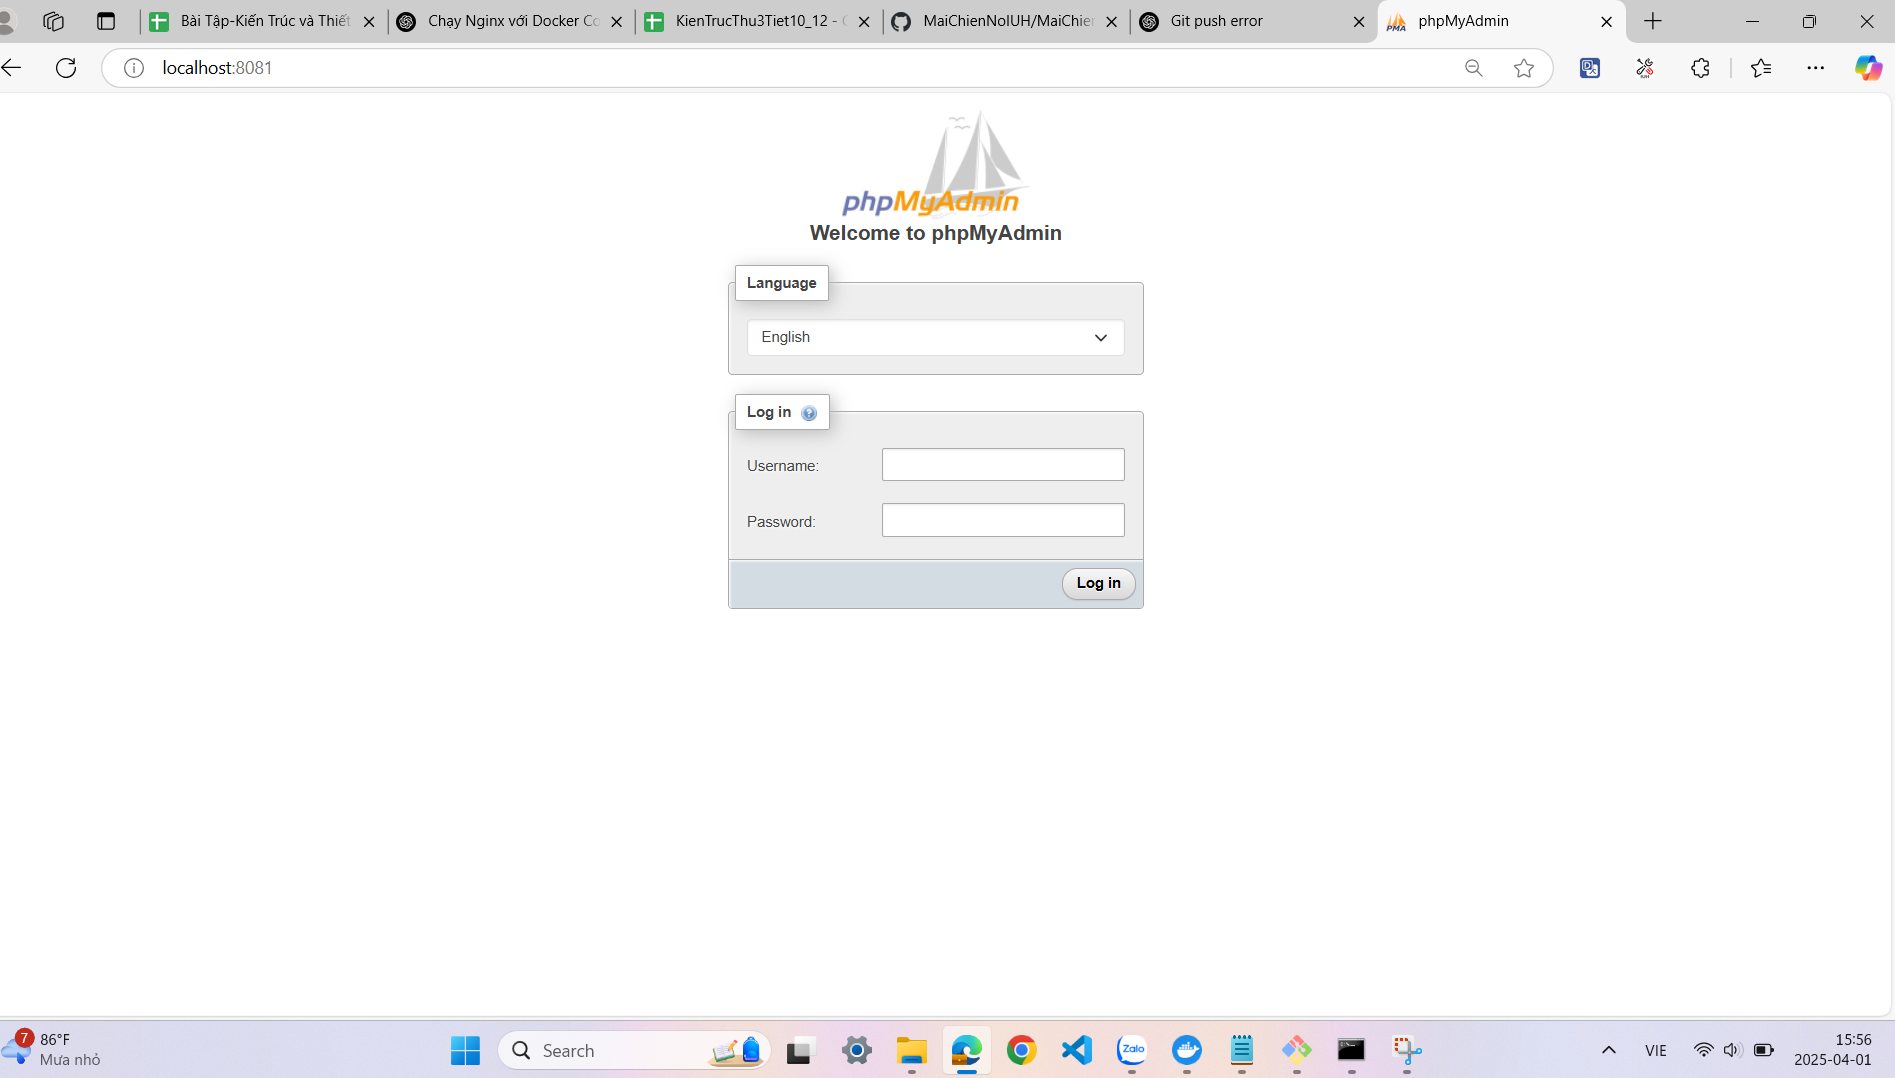 Bài Tập-Kiến Trúc và Thiết
Chạy Nginx với Docker Co
KienTrucThu3Tiet10_12 - G
MaiChienNoIUH/MaiChien
Git push error
phpMyAdmin
localhost:8081
phpMyAdmin
Welcome to phpMyAdmin
Language
English
Log in
Username:
Password:
Log in
7
86°F
Mưa nhỏ
Search
Zalo
VIE
15:56
2025-04-01